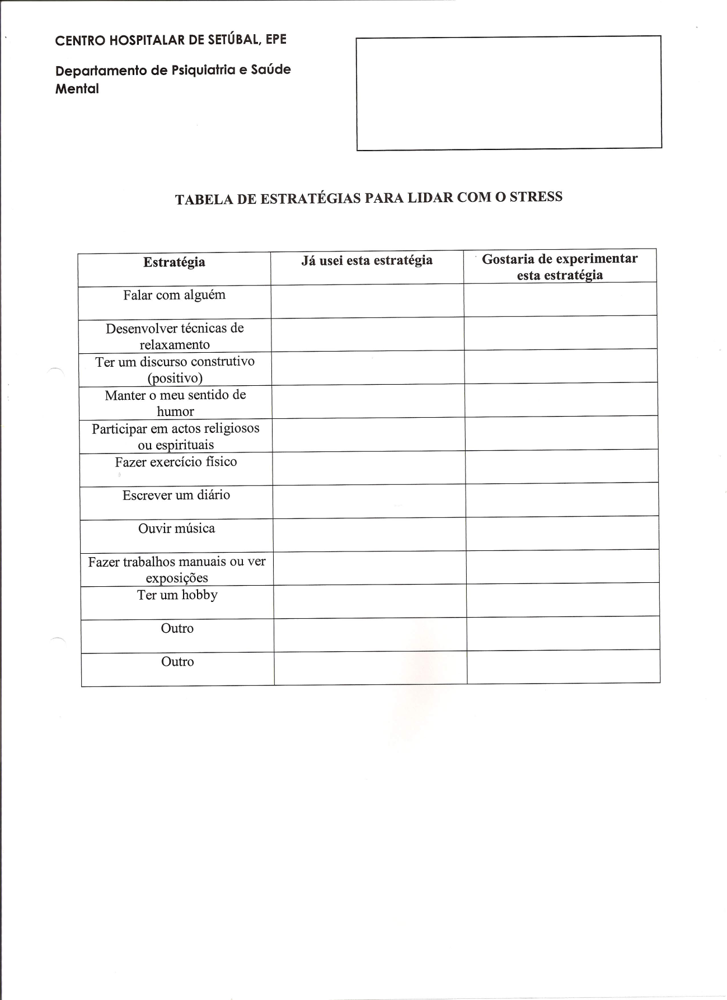 CENTRO HOSPITALAR DE SETÚBAL, EPE
Departamento de Psiquiatria e Saúde
Mental
TABELA DE ESTRATÉGIAS PARA LIDAR COM O STRESS
Estratégia
Já usei esta estratégia
Gostaria de experimentar
esta estratégia
Falar com alguém
Desenvolver técnicas de
relaxamento
Ter um discurso construtivo
(positivo)
Manter o meu sentido de
humor
Participar em actos religiosos
ou espirituais
Fazer exercício físico
Escrever um diário
Ouvir música
Fazer trabalhos manuais ou ver
exposições
Ter um hobby
Outro
Outro